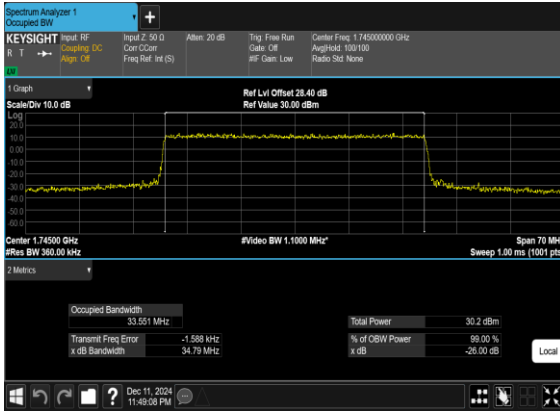 Spectrum Analyzer 1
Occupied BW
+
KEYSIGHT Input: RF Input Z: 50 Ω Atten: 20 dB Trig: Free Run Center Freq: 1.745000000 GHz
R T Coupling: DC Corr CCorr Gate: Off Avg|Hold: 100/100
Align: Off Freq Ref: Int (S) #IF Gain: Low Radio Std: None
1 Graph
Ref Lvl Offset 28.40 dB
Scale/Div 10.0 dB Ref Value 30.00 dBm
Log
20.0
10.0
0.00
-10.0
-20.0
-30.0
-40.0
-50.0
-60.0
Center 1.74500 GHz #Video BW 1.1000 MHz* Span 70 MH
#Res BW 360.00 kHz Sweep 1.00 ms (1001 pts
2 Metrics
Occupied Bandwidth
33.551 MHz Total Power 30.2 dBm
Transmit Freq Error -1.588 kHz % of OBW Power 99.00 %
x dB Bandwidth 34.79 MHz x dB -26.00 dB
Local
? Dec 11, 2024
11:49:08 PM